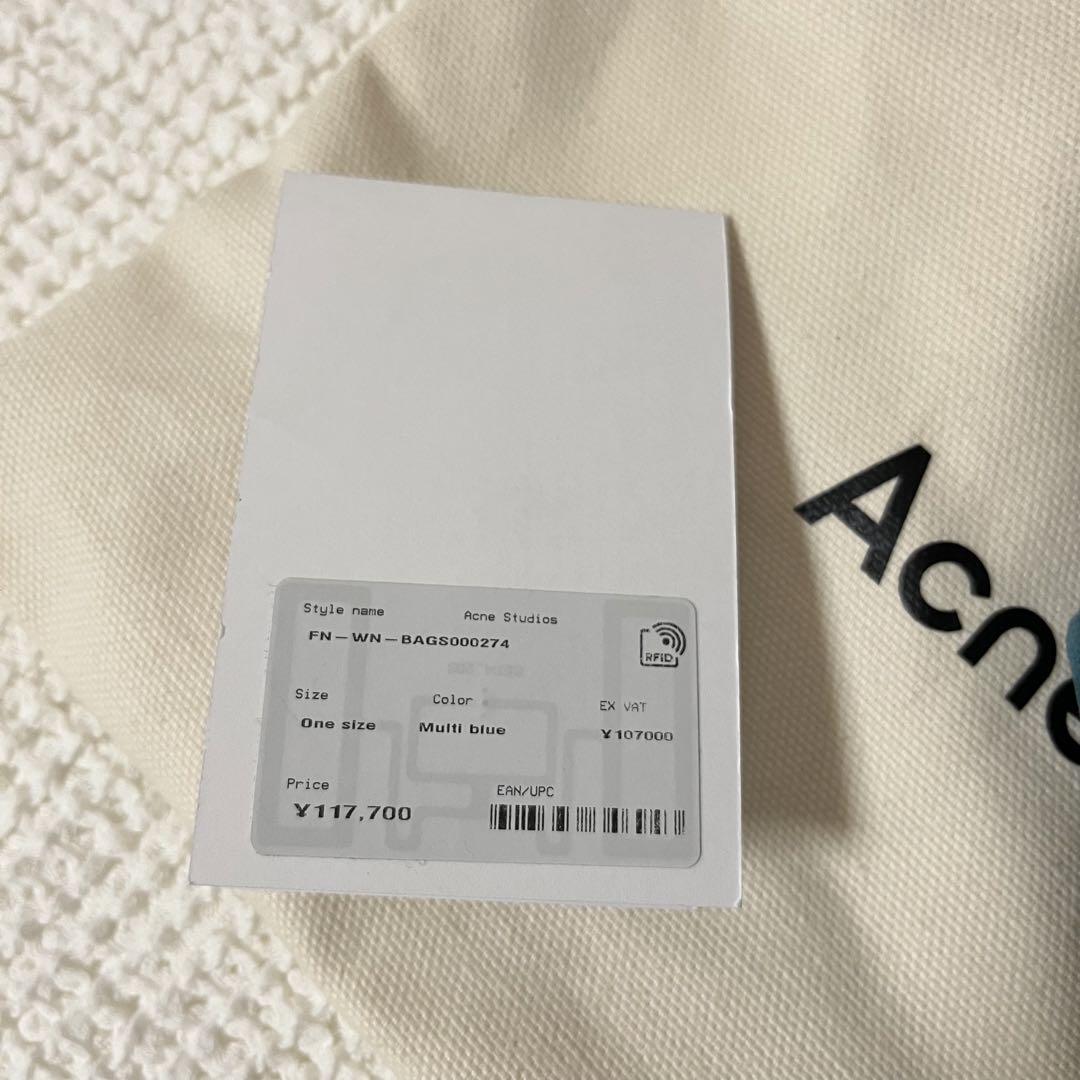 Style name Acne Studios
FN-WN-BAGS000274
RFiD
Size Color EX VAT
One size Multi blue ¥107000
Price EAN/UPC
¥117,700
Acne